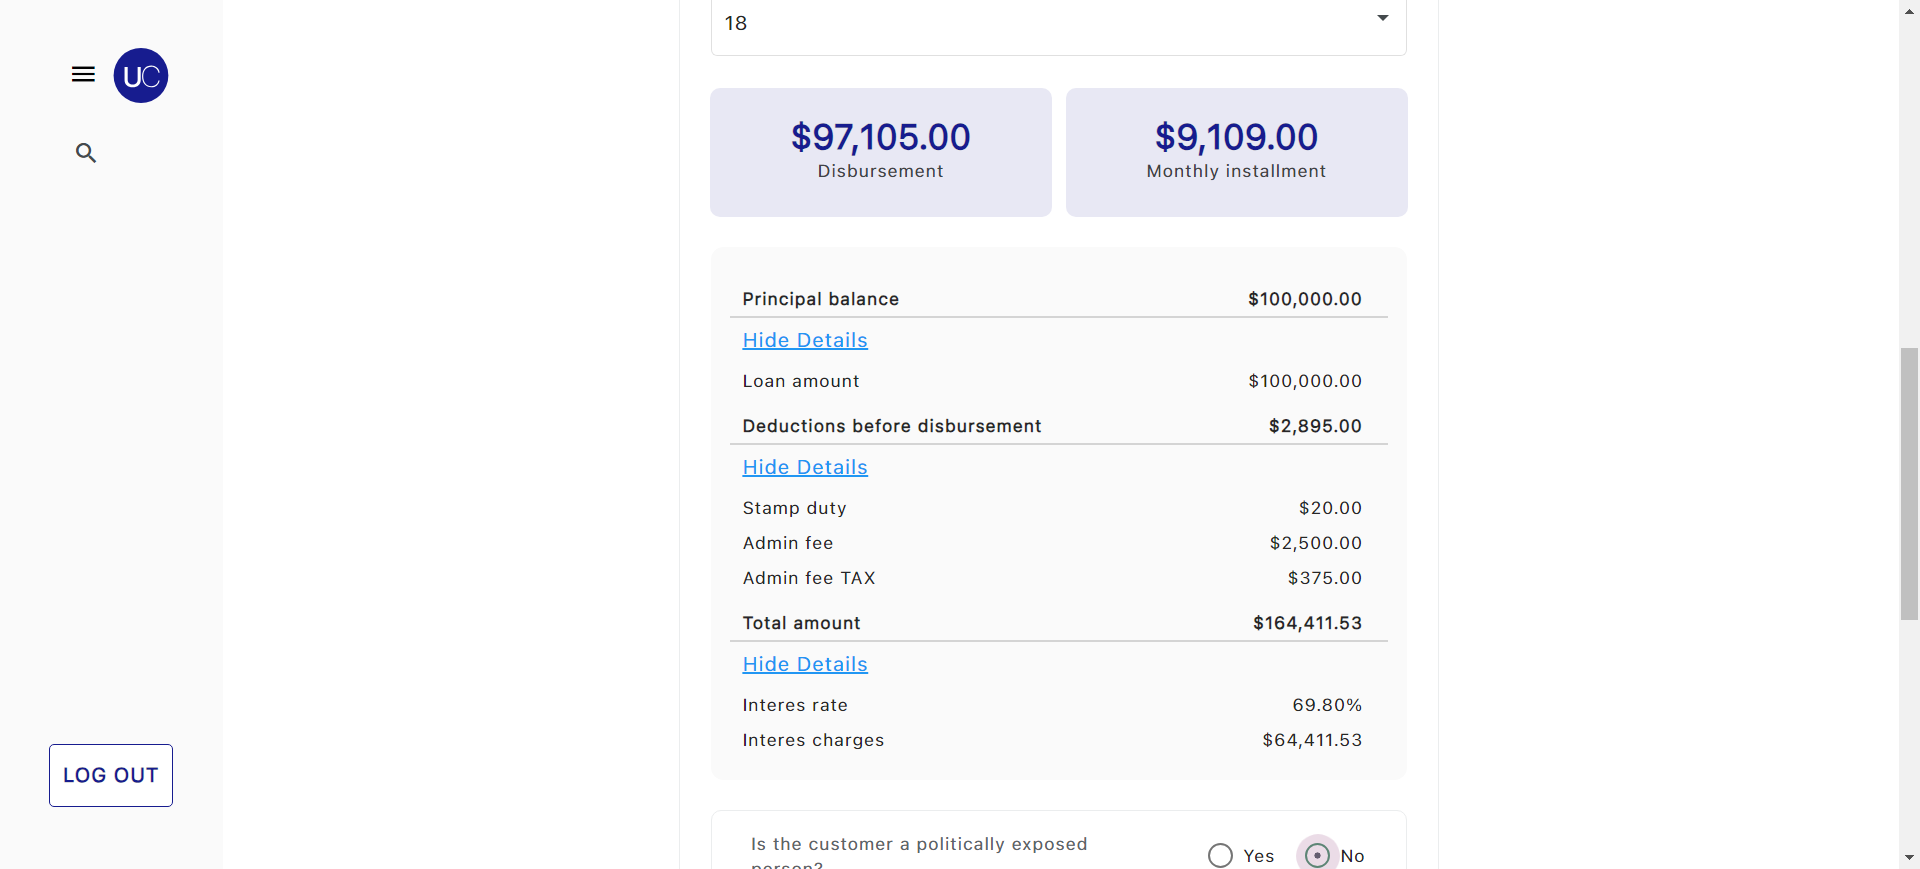 18
UC
$97,105.00
Disbursement
$9,109.00
Monthly installment
Principal balance $100,000.00
Hide Details
Loan amount $100,000.00
Deductions before disbursement $2,895.00
Hide Details
Stamp duty $20.00
Admin fee $2,500.00
Admin fee TAX $375.00
Total amount $164,411.53
Hide Details
Interes rate 69.80%
Interes charges $64,411.53
LOG OUT
Is the customer a politically exposed
person?
Yes No